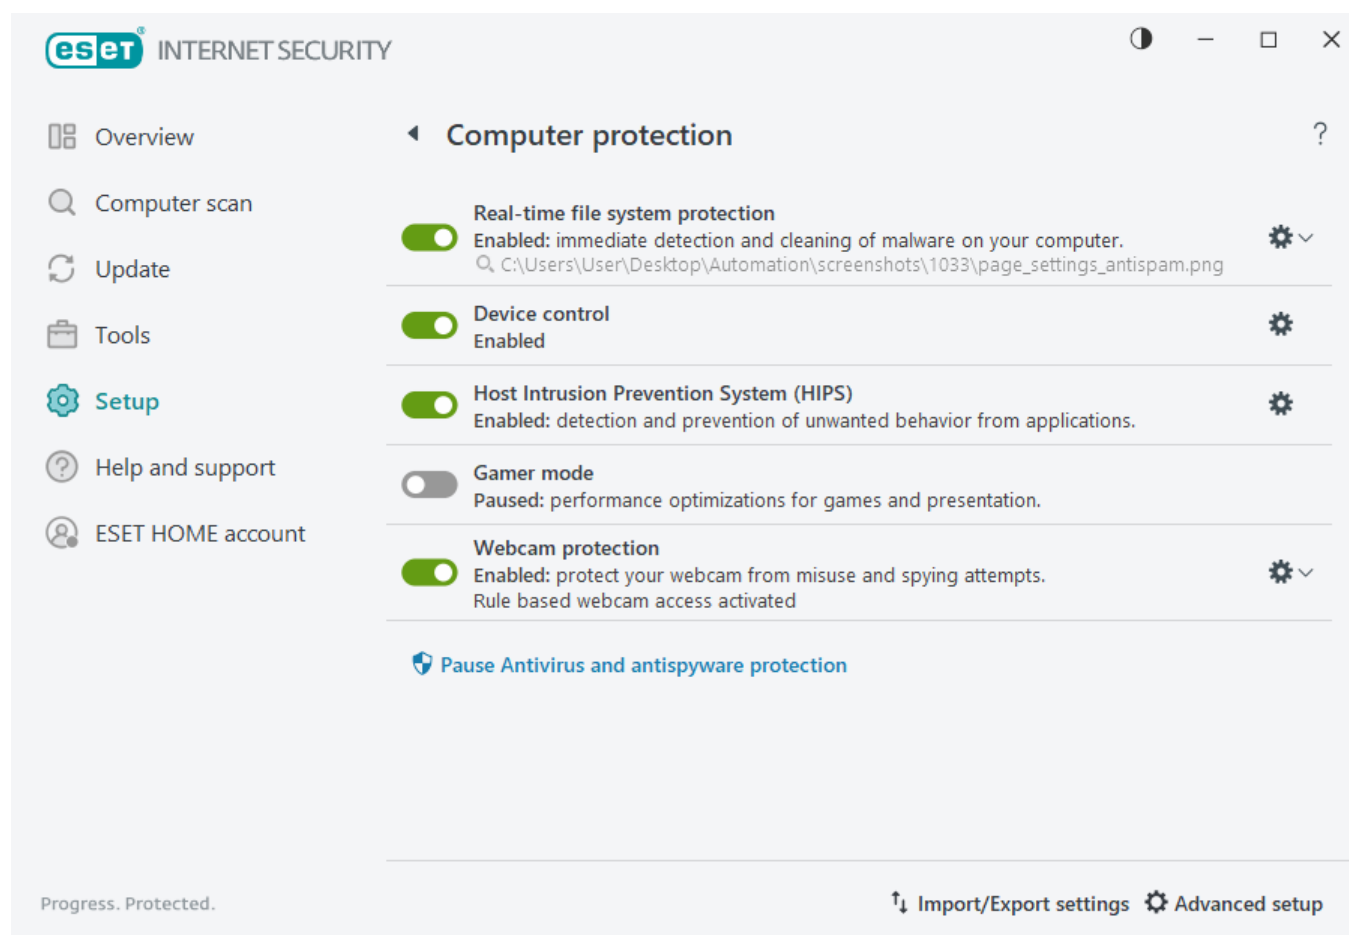 eset® INTERNET SECURITY
Overview
Computer scan
Update
Tools
Setup
Help and support
ESET HOME account
Computer protection
?
Real-time file system protection
Enabled: immediate detection and cleaning of malware on your computer.
C:\Users\User\Desktop\Automation\screenshots\1033\page_settings_antispam.png
Device control
Enabled
Host Intrusion Prevention System (HIPS)
Enabled: detection and prevention of unwanted behavior from applications.
Gamer mode
Paused: performance optimizations for games and presentation.
Webcam protection
Enabled: protect your webcam from misuse and spying attempts.
Rule based webcam access activated
Pause Antivirus and antispyware protection
Progress. Protected.
Import/Export settings Advanced setup